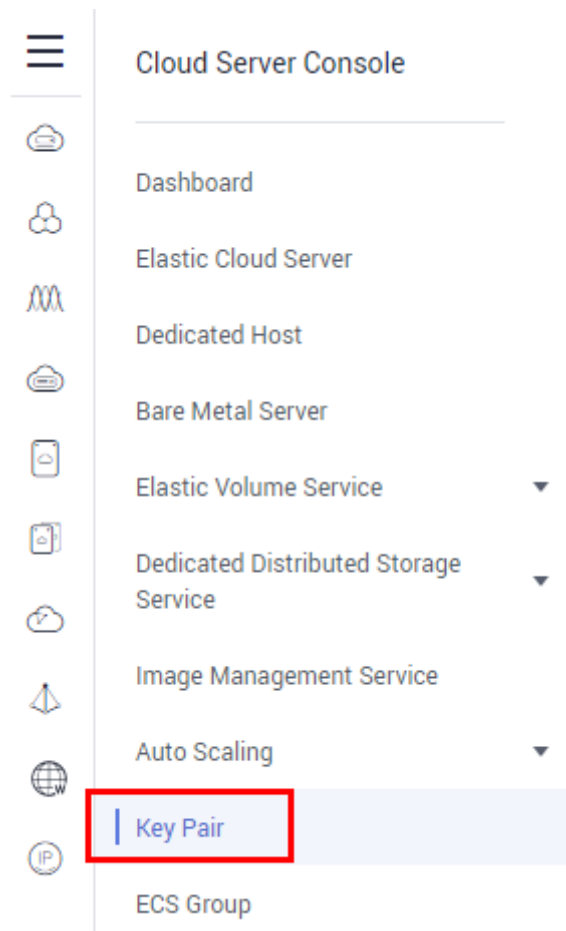 Cloud Server Console
Dashboard
Elastic Cloud Server
Dedicated Host
Bare Metal Server
Elastic Volume Service
Dedicated Distributed Storage
Service
Image Management Service
Auto Scaling
W
Key Pair
IP
ECS Group